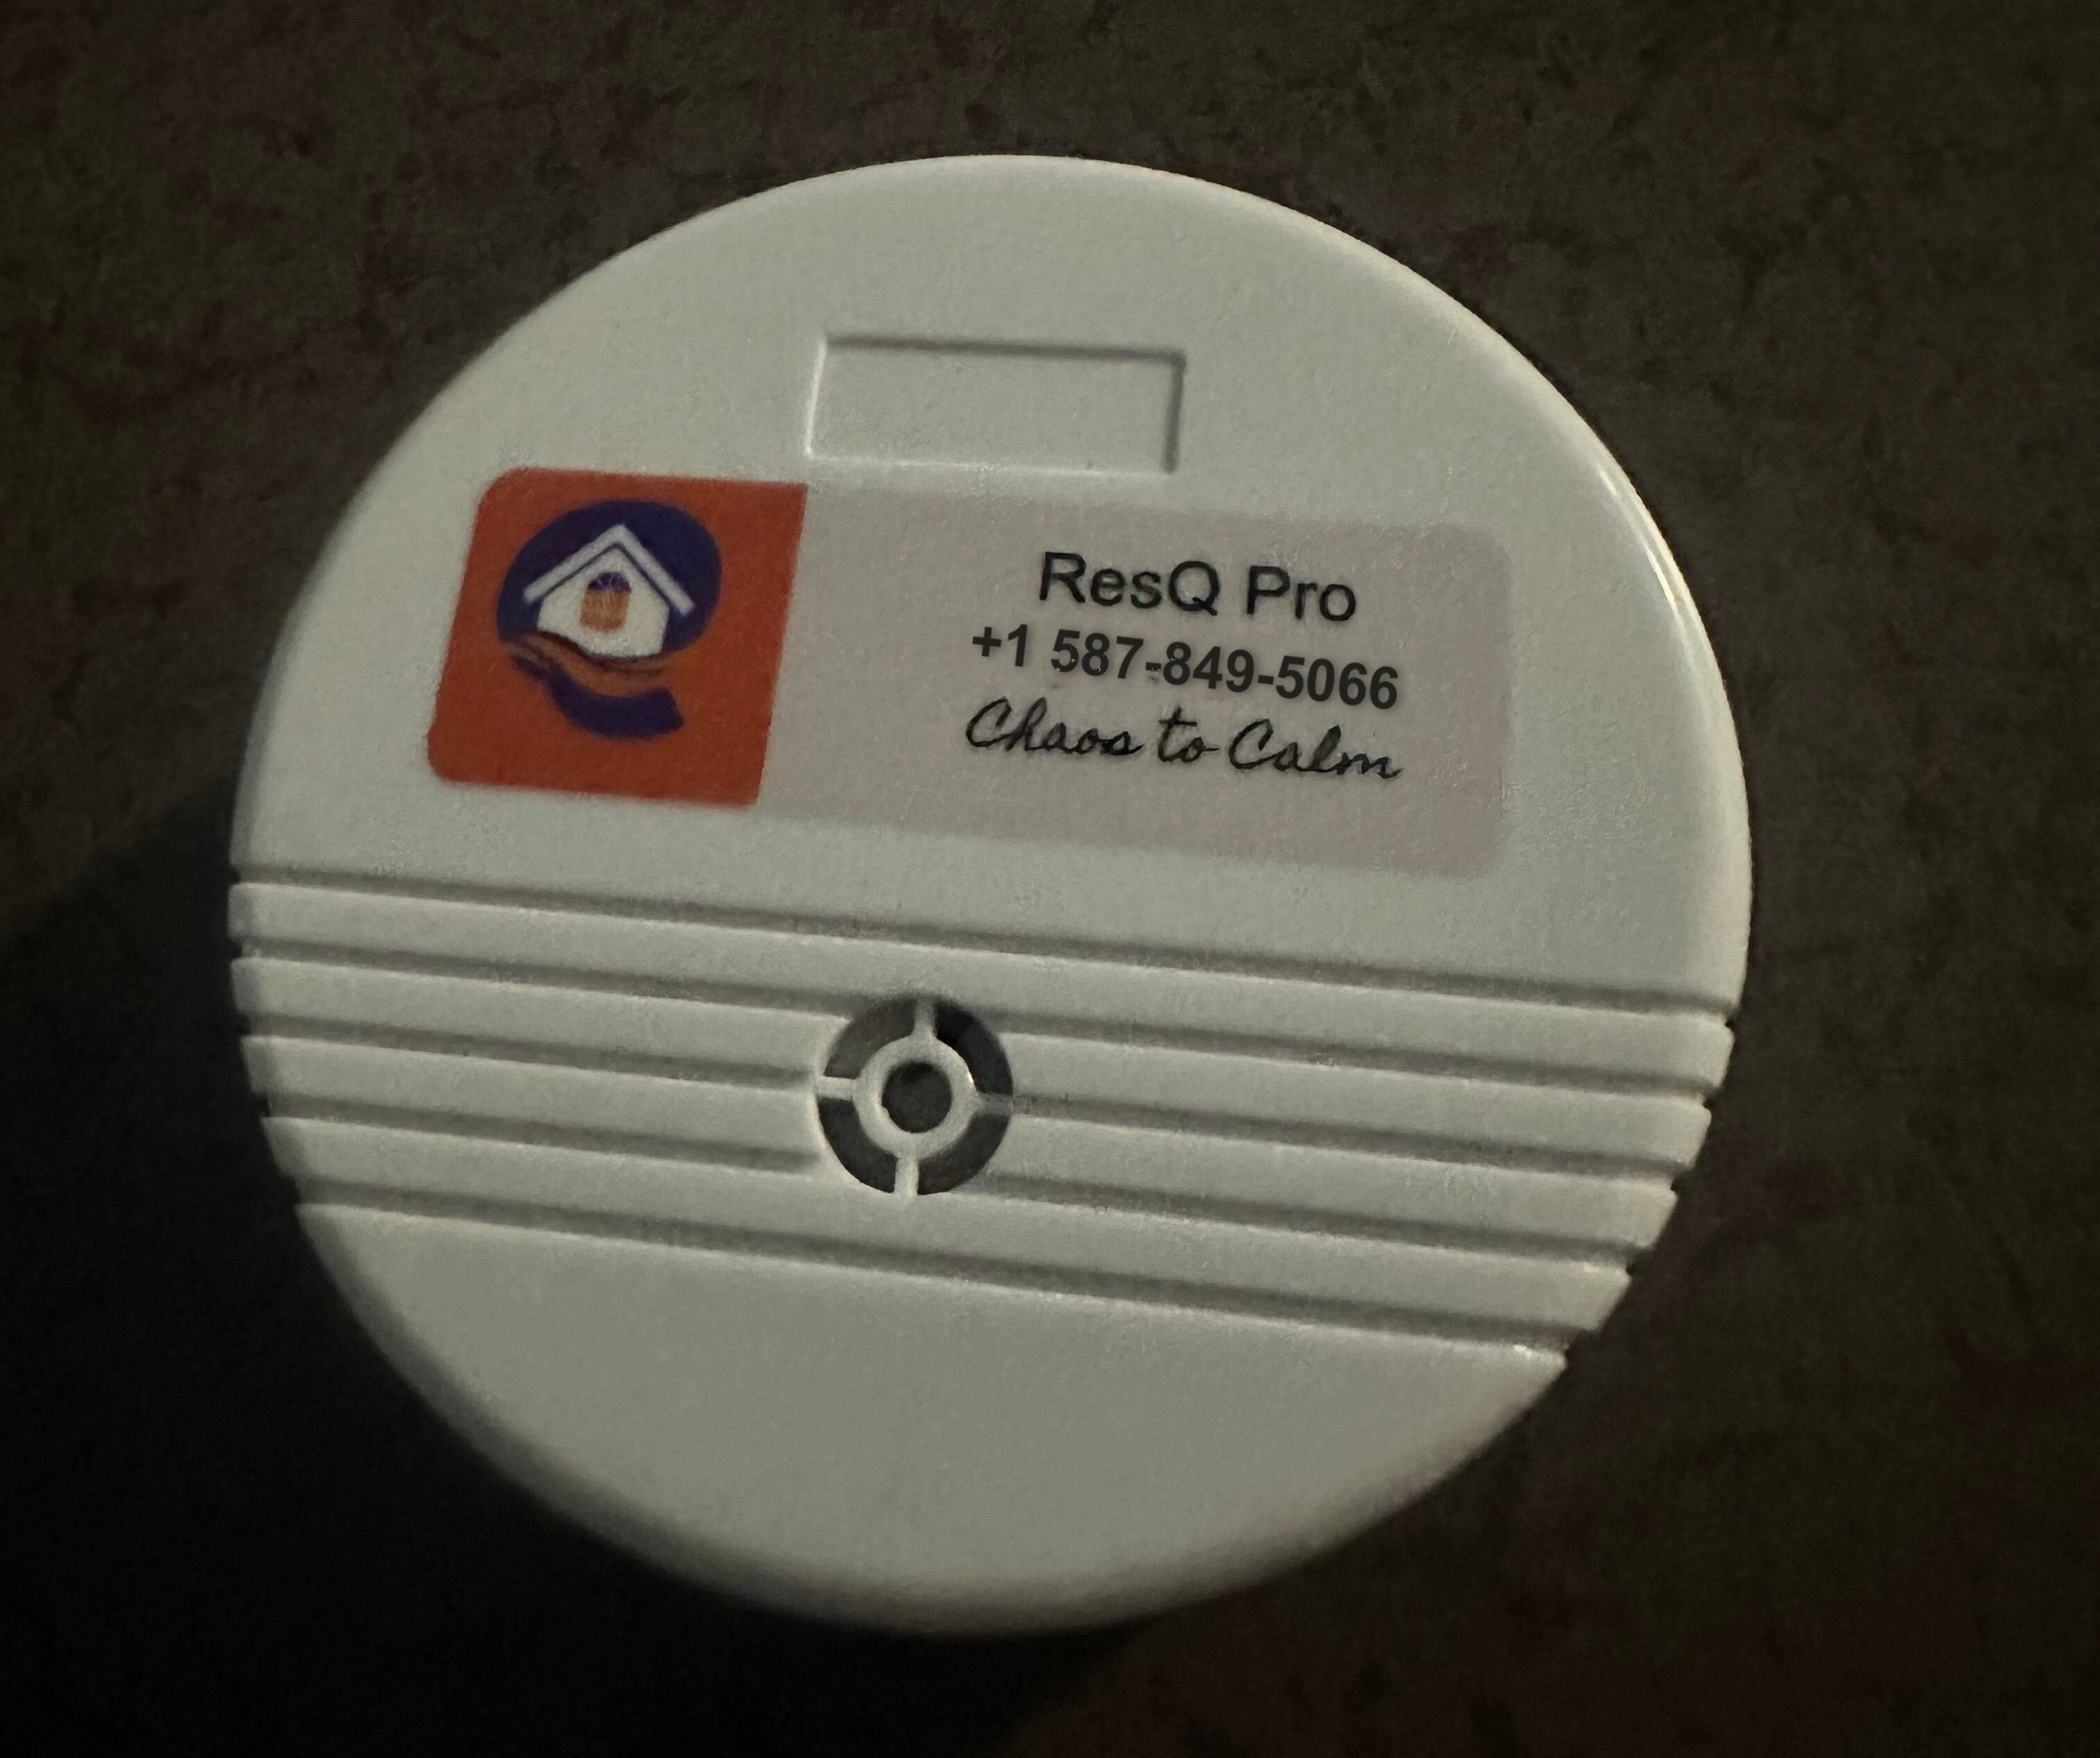 ResQ Pro
+1 587-849-5066
Chaos to Calm